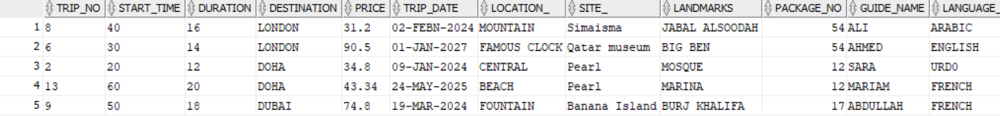 TRIP_NO START_TIME DURATION DESTINATION PRICE TRIP_DATE LOCATION_ SITE_ LANDMARKS PACKAGE_NO GUIDE_NAME LANGUAGE_
1 8 40 16 LONDON 31.2 02-FEBN-2024 MOUNTAIN Simaisma JABAL ALSOODAH 54 ALI ARABIC
2 6 30 14 LONDON 90.5 01-JAN-2027 FAMOUS CLOCK Qatar museum BIG BEN 54 AHMED ENGLISH
3 2 20 12 DOHA 34.8 09-JAN-2024 CENTRAL Pearl MOSQUE 12 SARA URDO
4 13 60 20 DOHA 43.34 24-MAY-2025 BEACH Pearl MARINA 12 MARIAM FRENCH
5 9 50 18 DUBAI 74.8 19-MAR-2024 FOUNTAIN Banana Island BURJ KHALIFA 17 ABDULLAH FRENCH